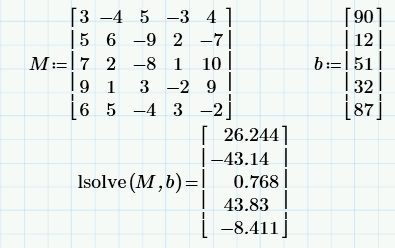 M:=[3 −4 5 −3 4
5 6 −9 2 −7
7 2 −8 1 10
9 1 3 −2 9
6 5 −4 3 −2]
b:=[90
12
51
32
87]
lsolve(M,b)=[26.244
−43.14
0.768
43.83
−8.411]